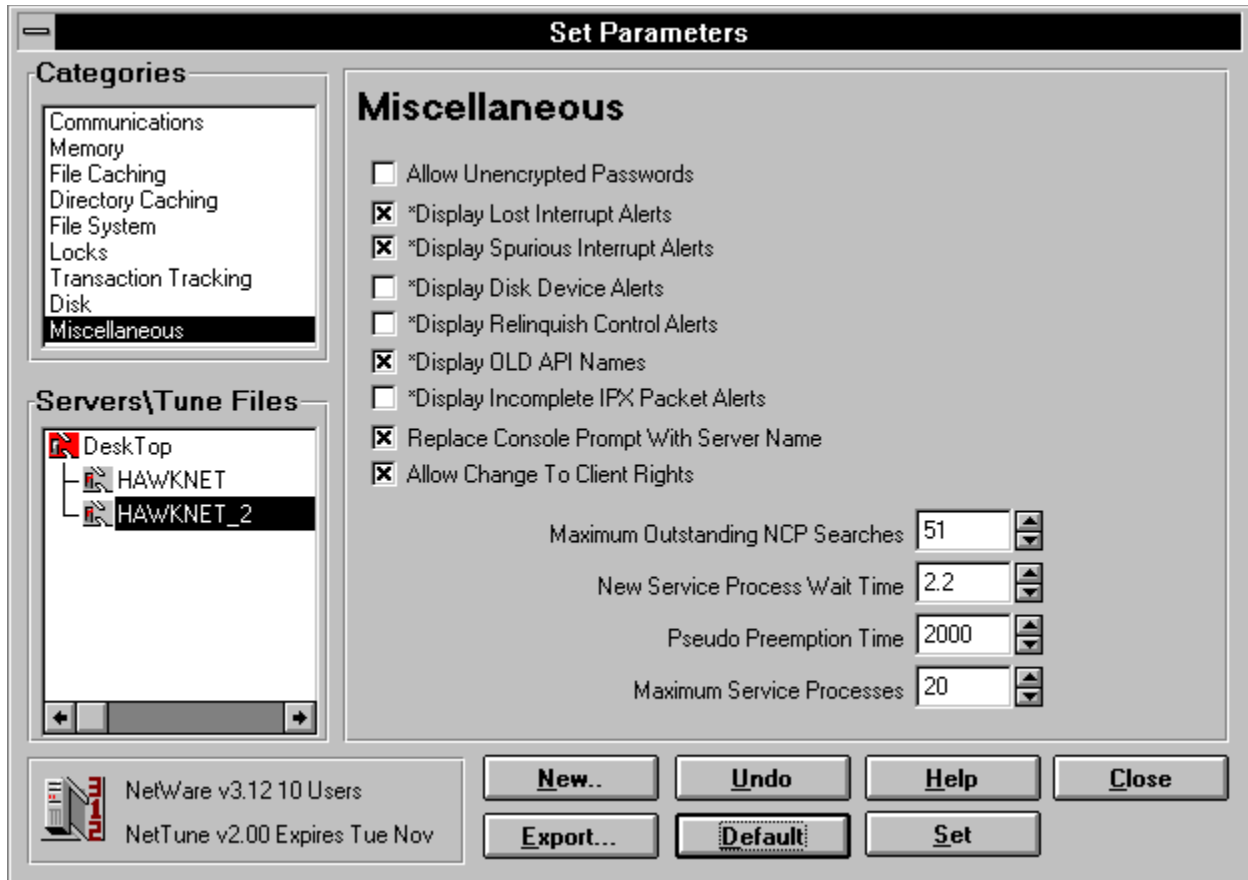 Set Parameters
Categories
Communications
Memory
File Caching
Directory Caching
File System
Locks
Transaction Tracking
Disk
Miscellaneous
Servers\Tune Files
DeskTop
HAWKNET
HAWKNET_2
Miscellaneous
Allow Unencrypted Passwords
*Display Lost Interrupt Alerts
*Display Spurious Interrupt Alerts
*Display Disk Device Alerts
*Display Relinquish Control Alerts
*Display OLD API Names
*Display Incomplete IPX Packet Alerts
Replace Console Prompt With Server Name
Allow Change To Client Rights
Maximum Outstanding NCP Searches 51
New Service Process Wait Time 2.2
Pseudo Preemption Time 2000
Maximum Service Processes 20
312
NetWare v3.12 10 Users
NetTune v2.00 Expires Tue Nov
New.. Undo Help Close
Export... Default Set